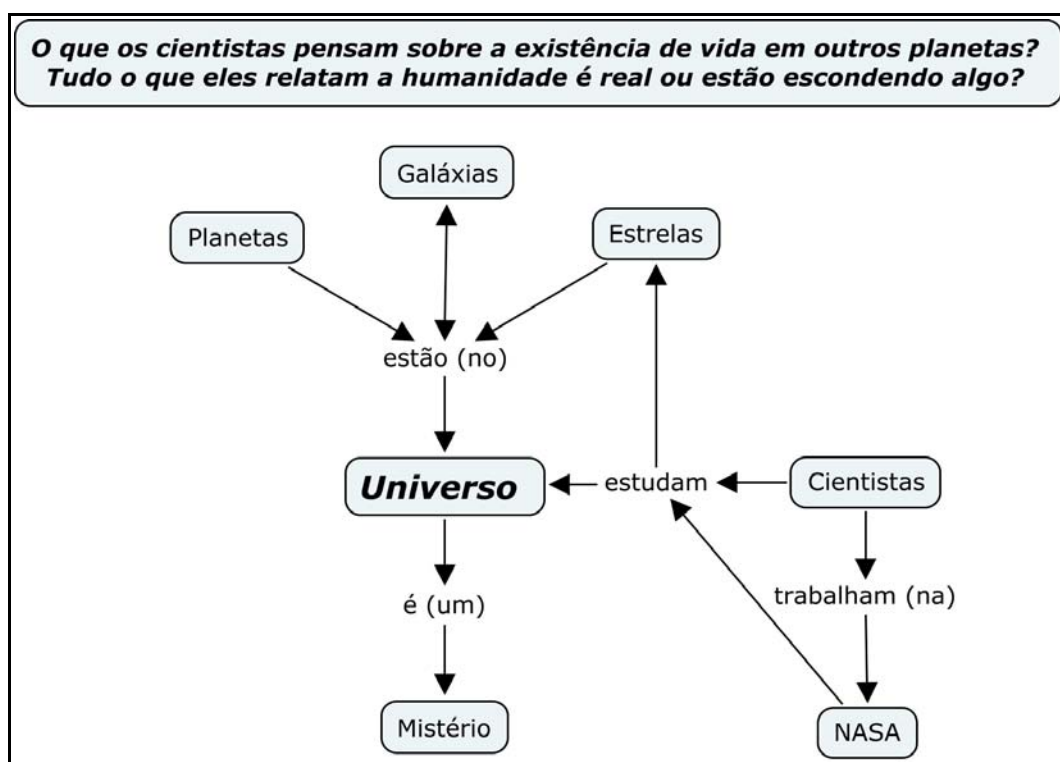 O que os cientistas pensam sobre a existência de vida em outros planetas?
Tudo o que eles relatam a humanidade é real ou estão escondendo algo?
Galáxias
Planetas
Estrelas
estão (no)
Universo
estudam
Cientistas
é (um)
trabalham (na)
Mistério
NASA